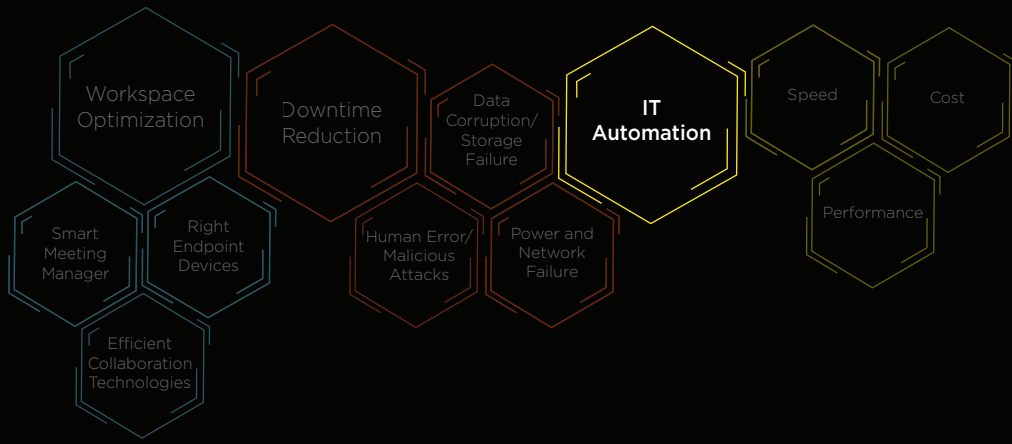 Workspace
Optimization
Downtime
Reduction
Data
Corruption/
Storage
Failure
IT
Automation
Speed
Cost
Smart
Meeting
Manager
Right
Endpoint
Devices
Human Error/
Malicious
Attacks
Power and
Network
Failure
Performance
Efficient
Collaboration
Technologies